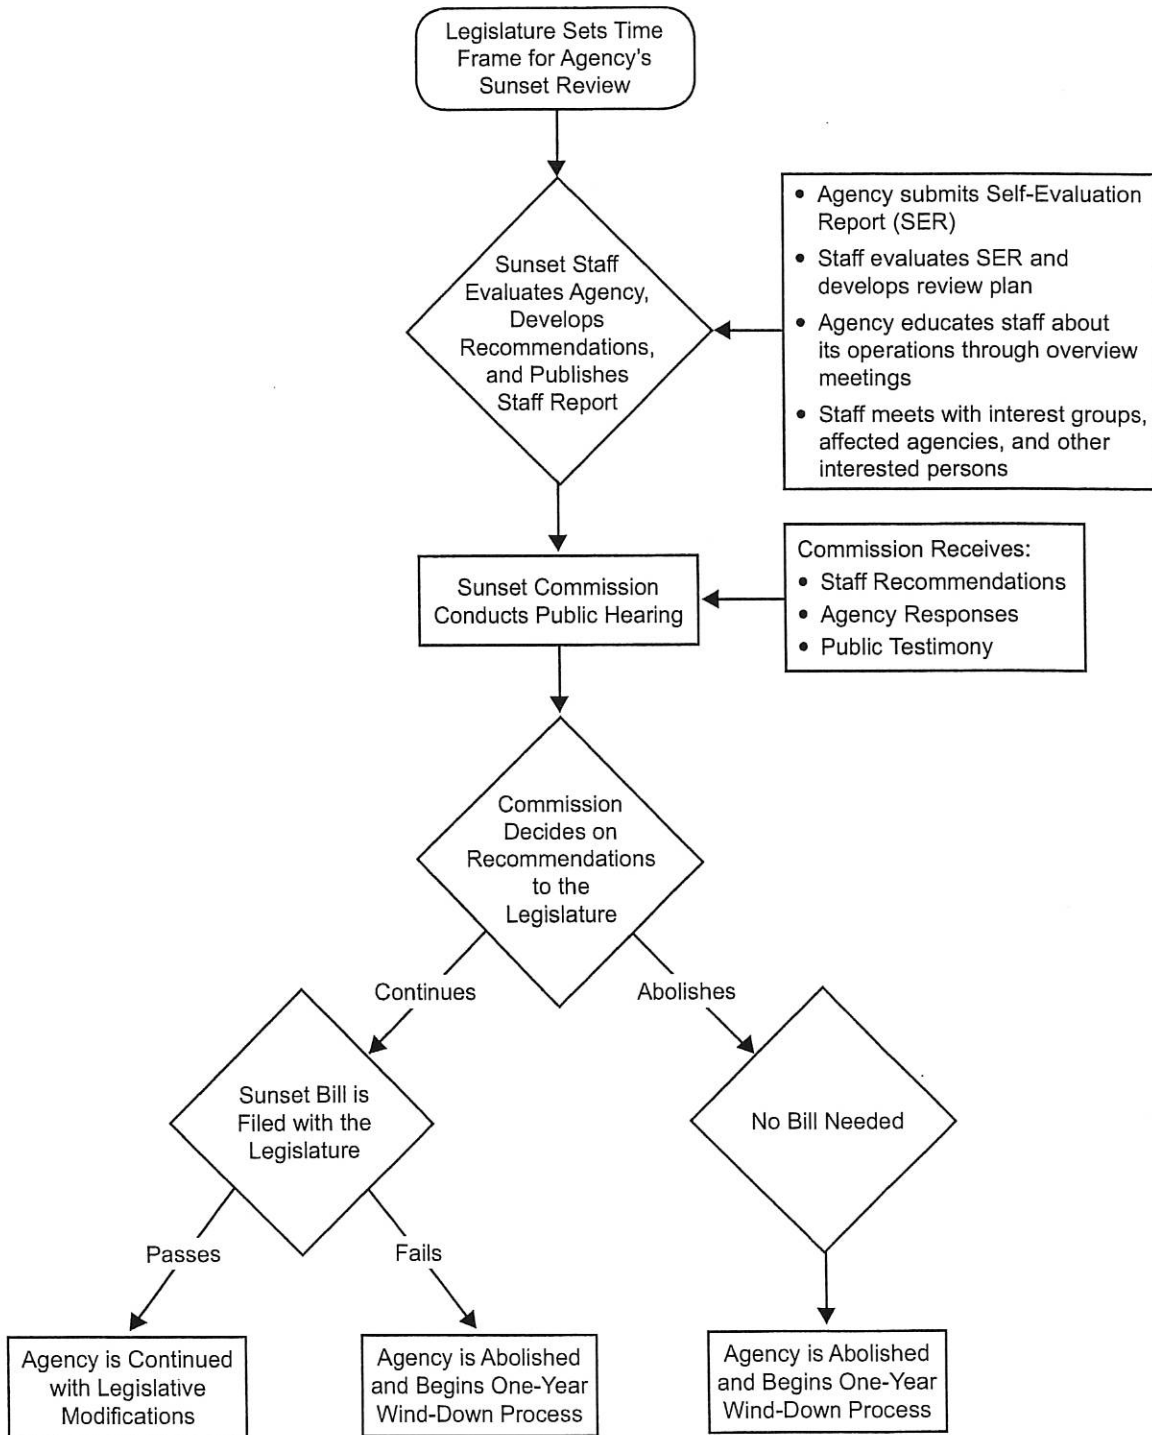 Legislature Sets Time
Frame for Agency's
Sunset Review
Sunset Staff
Evaluates Agency,
Develops
Recommendations,
and Publishes
Staff Report
• Agency submits Self-Evaluation
Report (SER)
• Staff evaluates SER and
develops review plan
• Agency educates staff about
its operations through overview
meetings
• Staff meets with interest groups,
affected agencies, and other
interested persons
Sunset Commission
Conducts Public Hearing
Commission Receives:
• Staff Recommendations
• Agency Responses
• Public Testimony
Commission
Decides on
Recommendations
to the
Legislature
Continues
Abolishes
Sunset Bill is
Filed with the
Legislature
No Bill Needed
Passes
Fails
Agency is Continued
with Legislative
Modifications
Agency is Abolished
and Begins One-Year
Wind-Down Process
Agency is Abolished
and Begins One-Year
Wind-Down Process